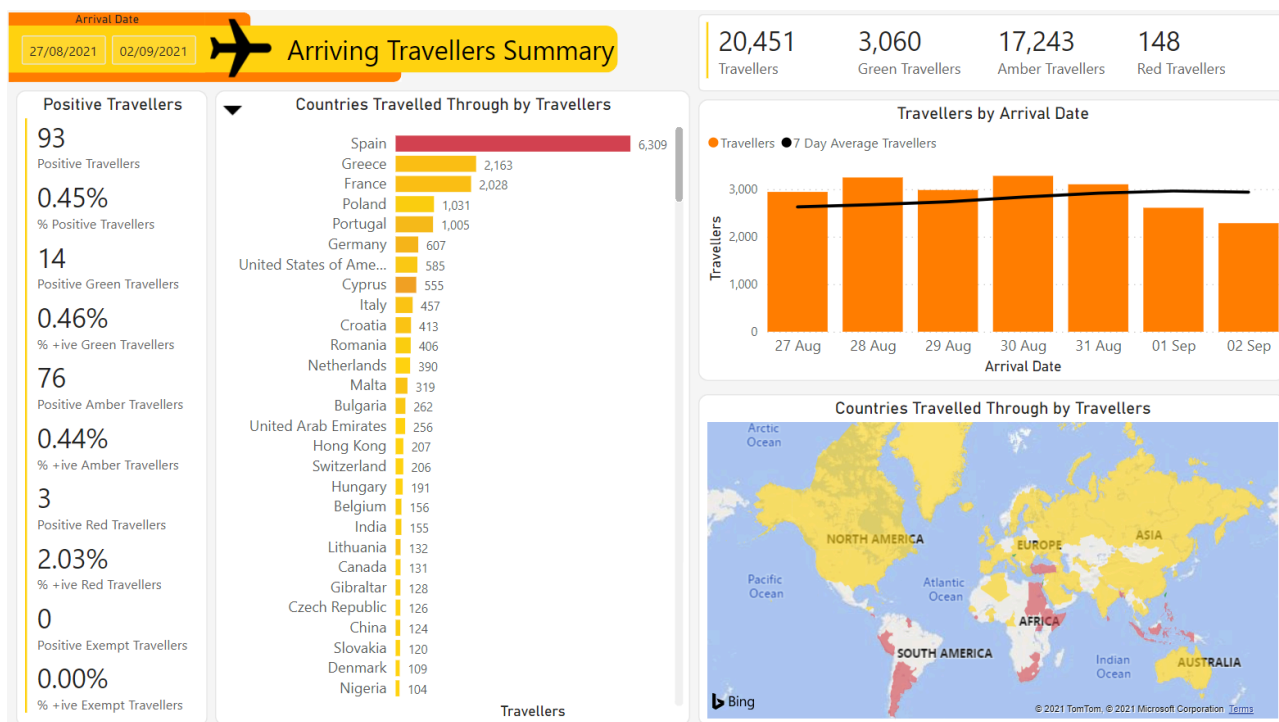 Arrival Date
27/08/2021 02/09/2021
Arriving Travellers Summary
20,451 3,060 17,243 148
Travellers Green Travellers Amber Travellers Red Travellers
Positive Travellers
93
Positive Travellers
0.45%
% Positive Travellers
14
Positive Green Travellers
0.46%
% +ive Green Travellers
76
Positive Amber Travellers
0.44%
% +ive Amber Travellers
3
Positive Red Travellers
2.03%
% +ive Red Travellers
0
Positive Exempt Travellers
0.00%
% +ive Exempt Travellers
Countries Travelled Through by Travellers
Spain 6,309
Greece 2,163
France 2,028
Poland 1,031
Portugal 1,005
Germany 607
United States of Ame... 585
Cyprus 555
Italy 457
Croatia 413
Romania 406
Netherlands 390
Malta 319
Bulgaria 262
United Arab Emirates 256
Hong Kong 207
Switzerland 206
Hungary 191
Belgium 156
India 155
Lithuania 132
Canada 131
Gibraltar 128
Czech Republic 126
China 124
Slovakia 120
Denmark 109
Nigeria 104
Travellers
Travellers by Arrival Date
Travellers 7 Day Average Travellers
Travellers
3,000
2,000
1,000
0
27 Aug 28 Aug 29 Aug 30 Aug 31 Aug 01 Sep 02 Sep
Arrival Date
Countries Travelled Through by Travellers
Arctic
Ocean
NORTH AMERICA
EUROPE
ASIA
Pacific
Ocean
Atlantic
Ocean
AFRICA
SOUTH AMERICA
Indian
Ocean
AUSTRALIA
Bing
© 2021 TomTom, © 2021 Microsoft Corporation Terms